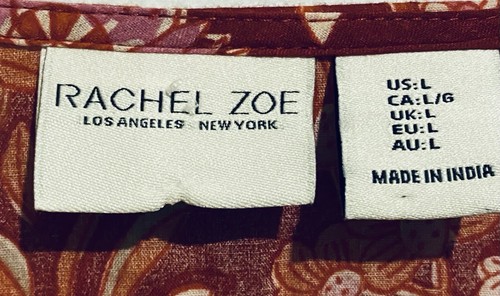 RACHEL ZOE
LOS ANGELES NEW YORK
US:L
CA:L/G
UK:L
EU:L
AU:L
MADE IN INDIA